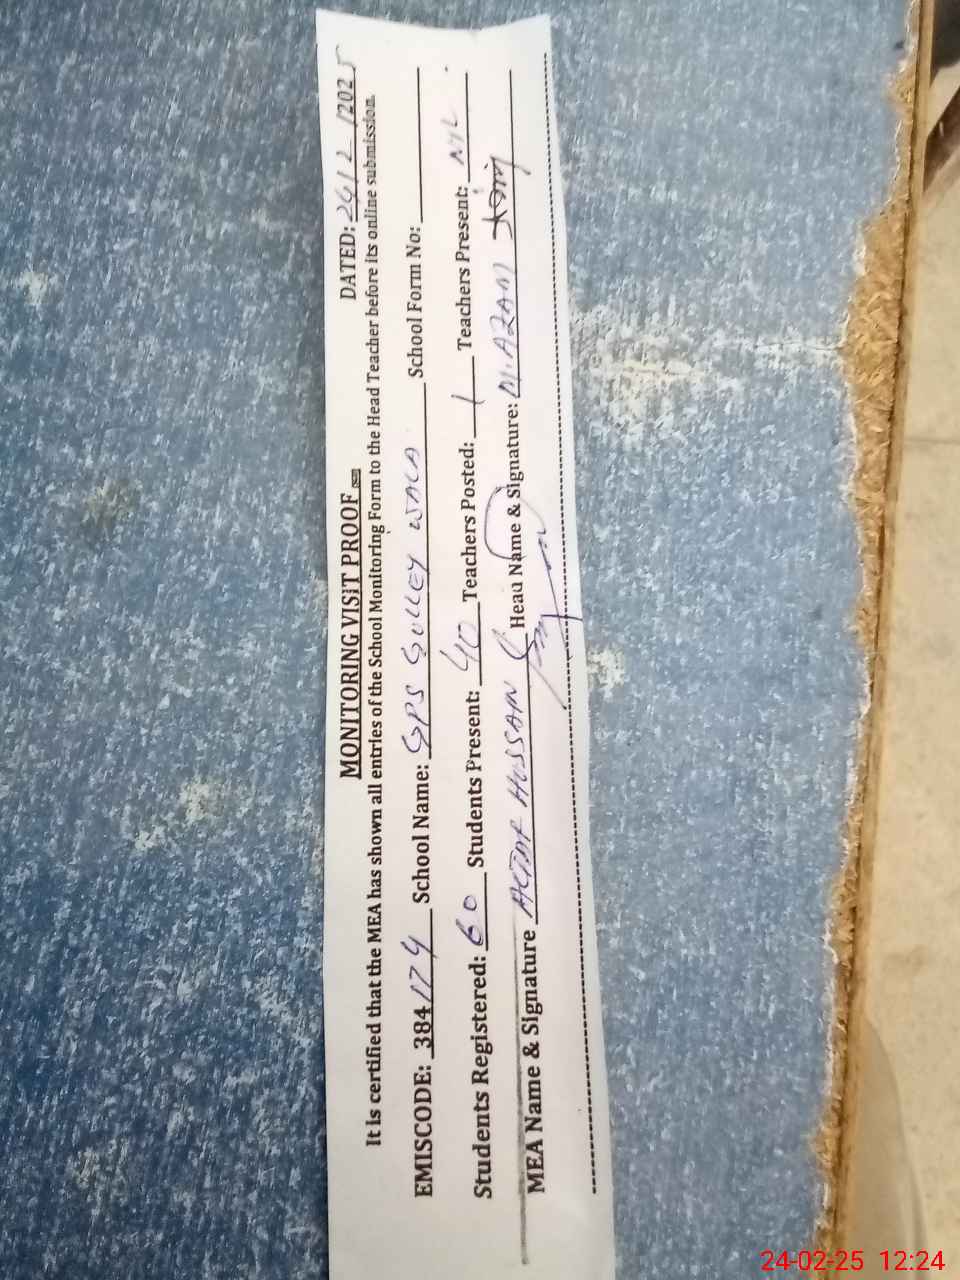 MONITORING VISIT PROOF
DATED: 24/2/2025
It is certified that the MEA has shown all entries of the School Monitoring Form to the Head Teacher before its online submission.
EMISCODE: 384174 School Name: GPS GULLEY WALA School Form No:
Students Registered: 60 Students Present: 40 Teachers Posted: 1 Teachers Present: NIL
MEA Name & Signature HUSSAIN Head Name & Signature: M. AZAM
24-02-25 12:24